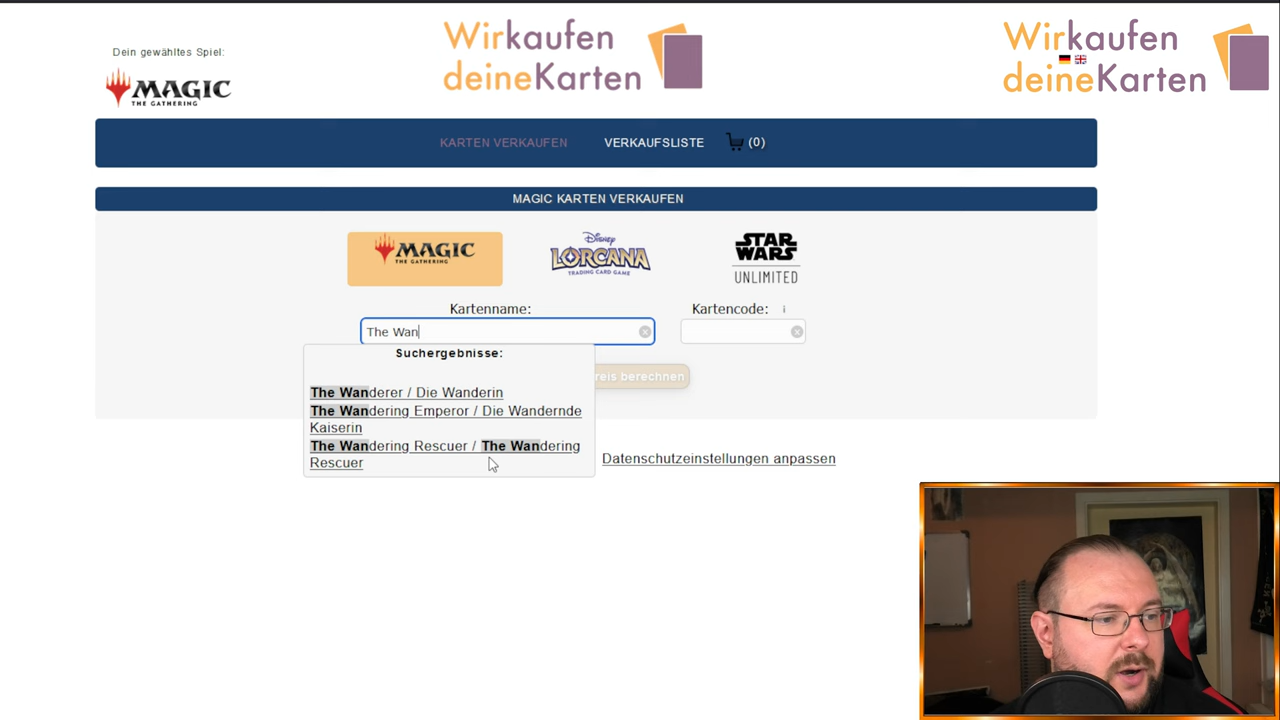 Dein gewähltes Spiel:
MAGIC
THE GATHERING
Wirkaufen
deineKarten
Wirkaufen
deineKarten
KARTEN VERKAUFEN
VERKAUFSLISTE
(0)
MAGIC KARTEN VERKAUFEN
MAGIC
THE GATHERING
Disney
LORCANA
TRADING CARD GAME
STAR
WARS
UNLIMITED
Kartenname:
Kartencode:
i
The Wan
Suchergebnisse:
reis berechnen
The Wanderer / Die Wanderin
The Wandering Emperor / Die Wandernde
Kaiserin
The Wandering Rescuer / The Wandering
Rescuer
Datenschutzeinstellungen anpassen